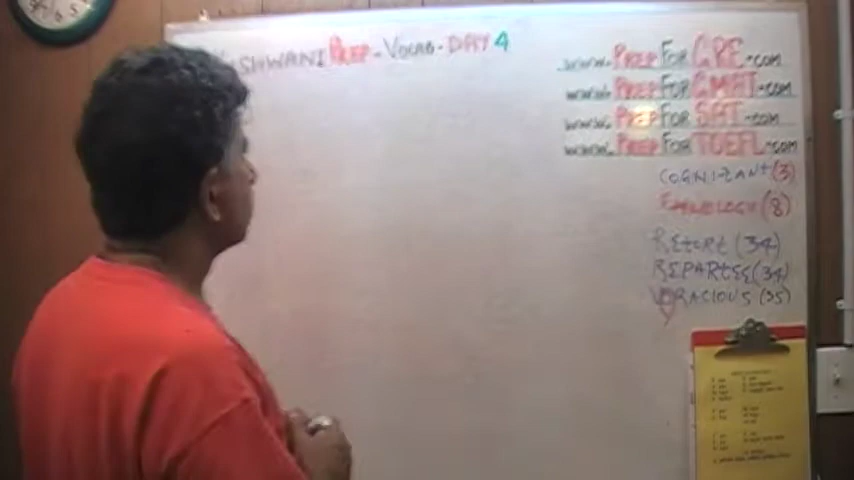 SHWANI PREP - VOCAB - DAY 4
www.PREPFORGRE.com
www.PREPFORGMAT.com
www.PREPFORSAT.com
www.PREPFORTOEFL.com
COGNIZANT (3)
(8)
RETORT (34)
REPARTEE (34)
VORACIOUS (35)